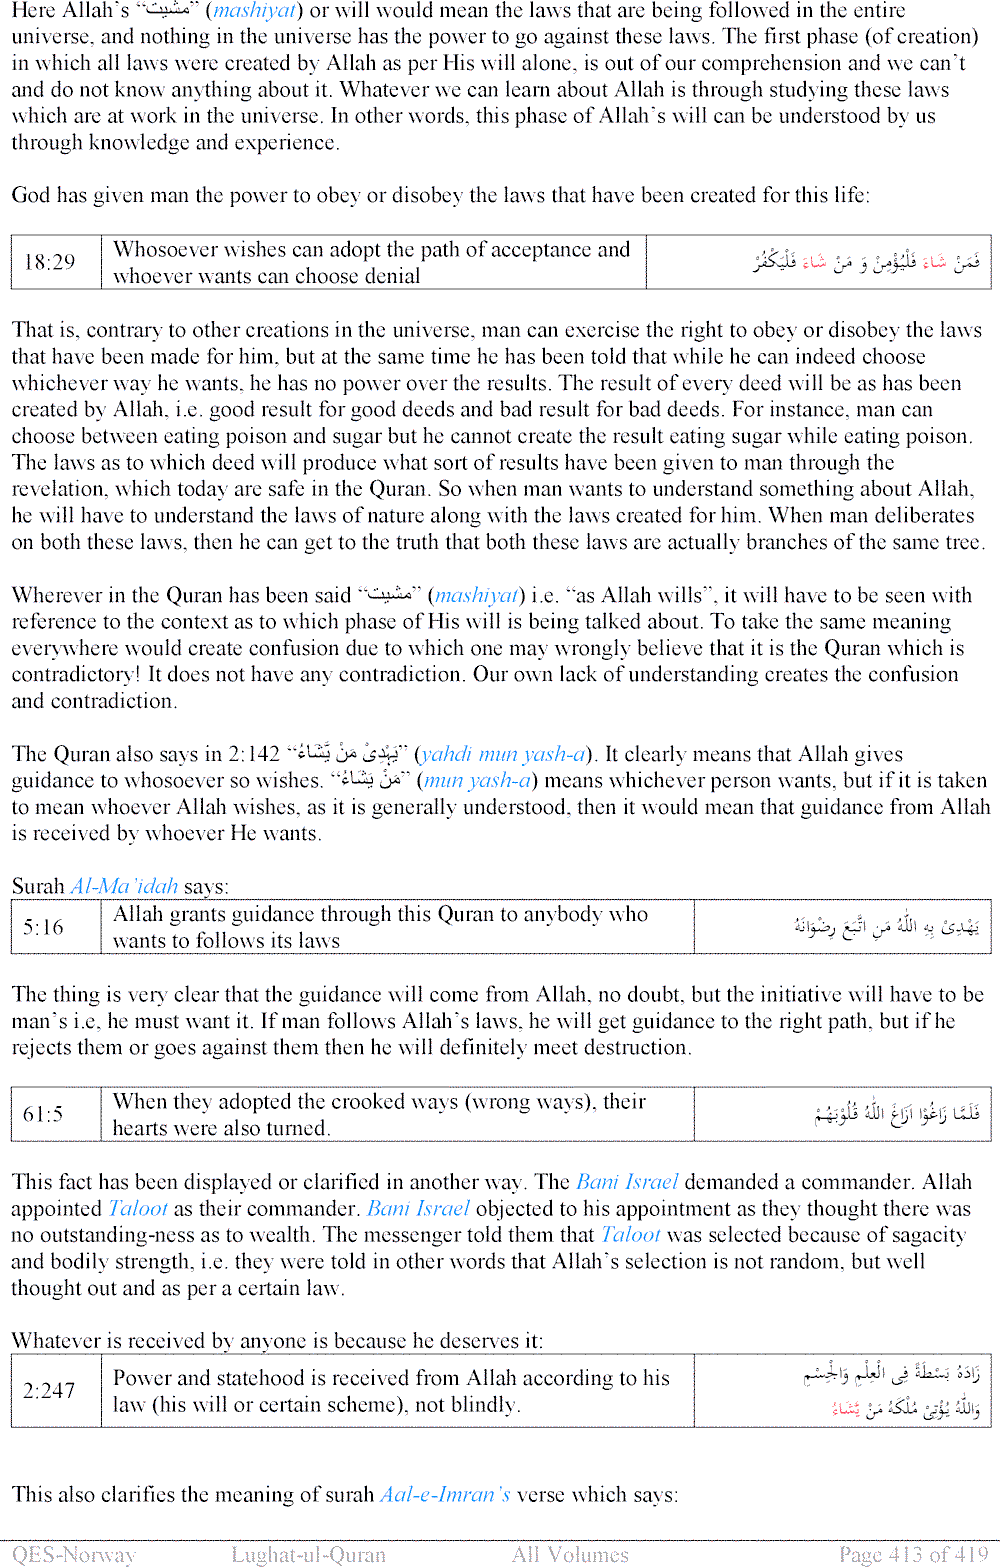 Here Allah's “مشيت” (mashiyat) or will would mean the laws that are being followed in the entire
universe, and nothing in the universe has the power to go against these laws. The first phase (of creation)
in which all laws were created by Allah as per His will alone, is out of our comprehension and we can't
and do not know anything about it. Whatever we can learn about Allah is through studying these laws
which are at work in the universe. In other words, this phase of Allah's will can be understood by us
through knowledge and experience.
God has given man the power to obey or disobey the laws that have been created for this life:
18:29 Whosoever wishes can adopt the path of acceptance and
whoever wants can choose denial
فَمَنْ شَاءَ فَلْيُؤْمِنْ وَ مَنْ شَاءَ فَلْيَكْفُرْ
That is, contrary to other creations in the universe, man can exercise the right to obey or disobey the laws
that have been made for him, but at the same time he has been told that while he can indeed choose
whichever way he wants, he has no power over the results. The result of every deed will be as has been
created by Allah, i.e. good result for good deeds and bad result for bad deeds. For instance, man can
choose between eating poison and sugar but he cannot create the result eating sugar while eating poison.
The laws as to which deed will produce what sort of results have been given to man through the
revelation, which today are safe in the Quran. So when man wants to understand something about Allah,
he will have to understand the laws of nature along with the laws created for him. When man deliberates
on both these laws, then he can get to the truth that both these laws are actually branches of the same tree.
Wherever in the Quran has been said “مشيت” (mashiyat) i.e. “as Allah wills”, it will have to be seen with
reference to the context as to which phase of His will is being talked about. To take the same meaning
everywhere would create confusion due to which one may wrongly believe that it is the Quran which is
contradictory! It does not have any contradiction. Our own lack of understanding creates the confusion
and contradiction.
The Quran also says in 2:142 “يَهْدِىْ مَنْ يَّشَاءُ” (yahdi mun yash-a). It clearly means that Allah gives
guidance to whosoever so wishes. “مَنْ يَشَاءُ” (mun yash-a) means whichever person wants, but if it is taken
to mean whoever Allah wishes, as it is generally understood, then it would mean that guidance from Allah
is received by whoever He wants.
Surah Al-Ma'idah says:
5:16 Allah grants guidance through this Quran to anybody who
wants to follows its laws
يَهْدِىْ بِهِ اللّٰهُ مَنِ اتَّبَعَ رِضْوَانَهُ
The thing is very clear that the guidance will come from Allah, no doubt, but the initiative will have to be
man's i.e, he must want it. If man follows Allah's laws, he will get guidance to the right path, but if he
rejects them or goes against them then he will definitely meet destruction.
61:5 When they adopted the crooked ways (wrong ways), their
hearts were also turned.
فَلَمَّا زَاغُوْا اَزَاغَ اللّٰهُ قُلُوْبَهُمْ
This fact has been displayed or clarified in another way. The Bani Israel demanded a commander. Allah
appointed Taloot as their commander. Bani Israel objected to his appointment as they thought there was
no outstanding-ness as to wealth. The messenger told them that Taloot was selected because of sagacity
and bodily strength, i.e. they were told in other words that Allah's selection is not random, but well
thought out and as per a certain law.
Whatever is received by anyone is because he deserves it:
2:247 Power and statehood is received from Allah according to his
law (his will or certain scheme), not blindly.
زَادَهُ بَسْطَةً فِى الْعِلْمِ وَالْجِسْمِ
وَاللّٰهُ يُؤْتِىْ مُلْكَهُ مَنْ يَّشَاءُ
This also clarifies the meaning of surah Aal-e-Imran's verse which says:
QES-Norway Lughat-ul-Quran All Volumes Page 413 of 419